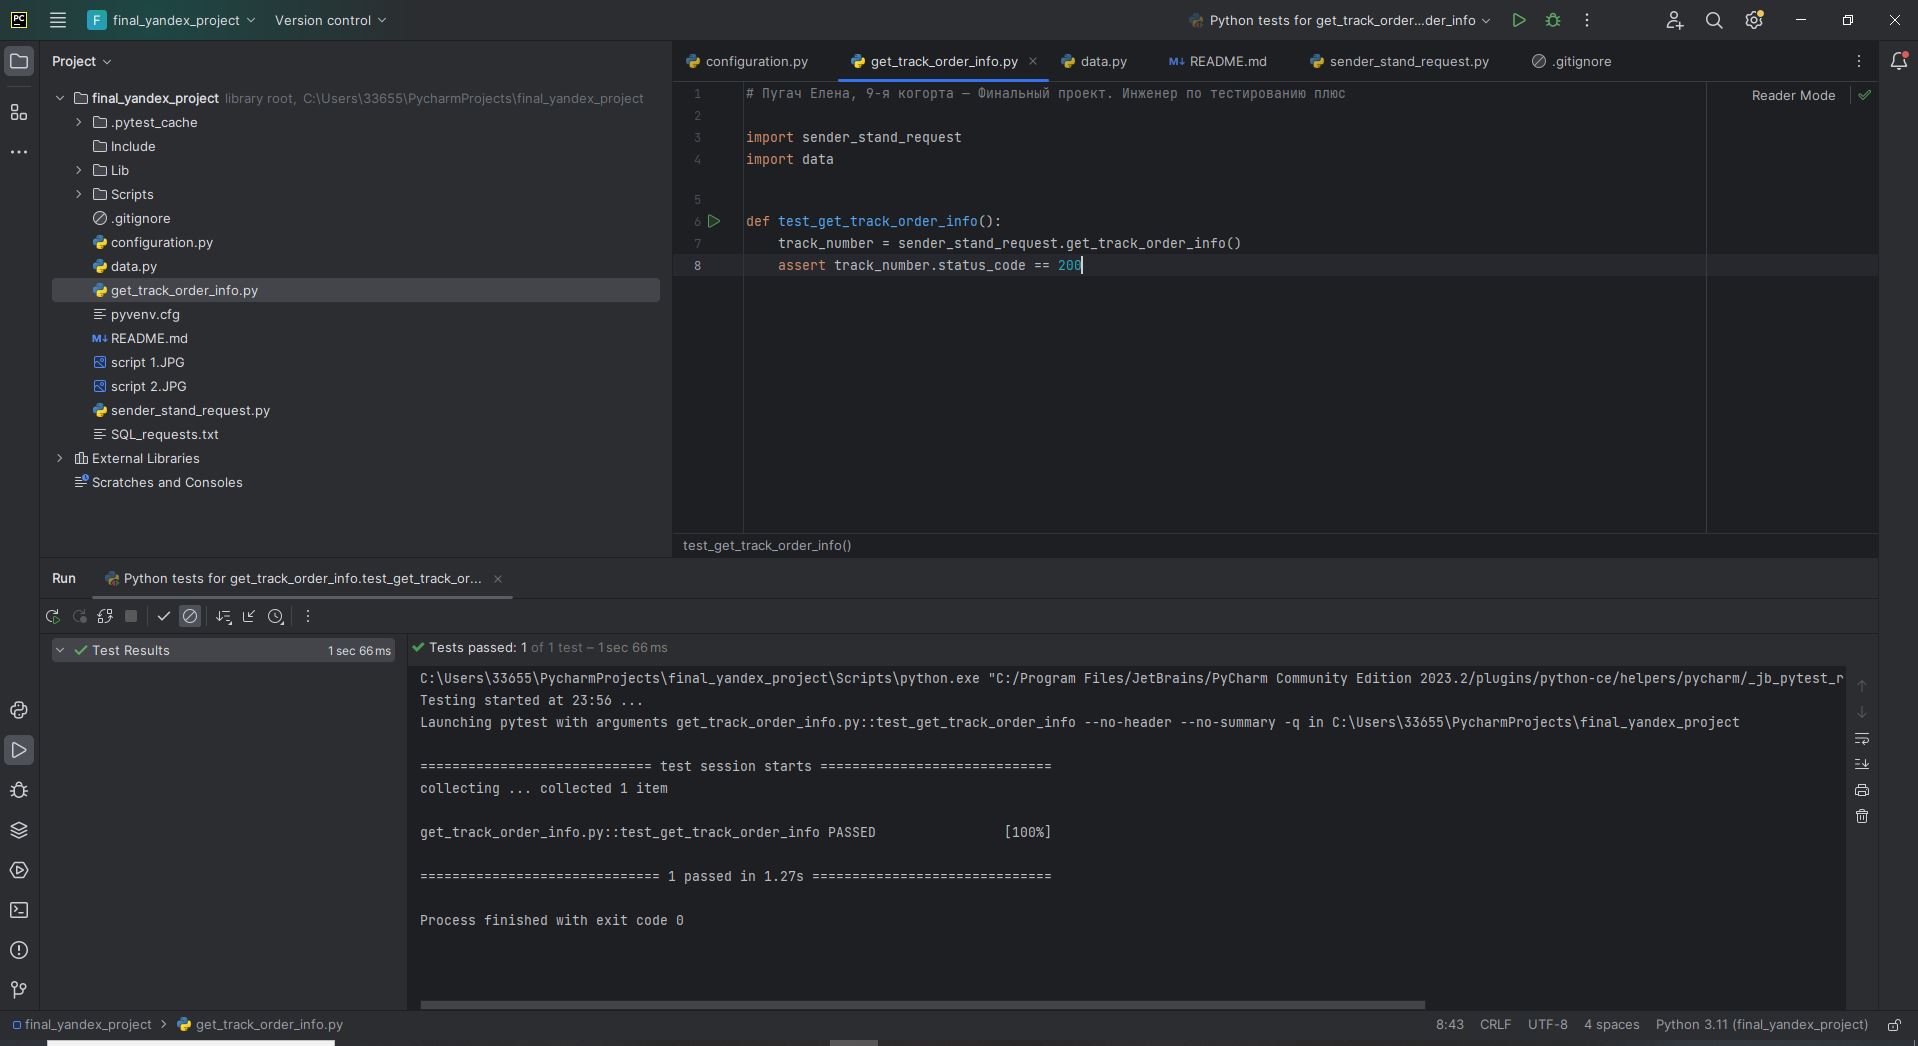 PC
F final_yandex_project
Version control
Python tests for get_track_order...der_info
Project
final_yandex_project library root, C:\Users\33655\PycharmProjects\final_yandex_project
.pytest_cache
Include
Lib
Scripts
.gitignore
configuration.py
data.py
get_track_order_info.py
pyvenv.cfg
M↓ README.md
script 1.JPG
script 2.JPG
sender_stand_request.py
SQL_requests.txt
External Libraries
Scratches and Consoles
configuration.py
get_track_order_info.py
data.py
M↓ README.md
sender_stand_request.py
.gitignore
1 # Пугач Елена, 9-я когорта — Финальный проект. Инженер по тестированию плюс
Reader Mode
2
3 import sender_stand_request
4 import data
5
6 def test_get_track_order_info():
7 track_number = sender_stand_request.get_track_order_info()
8 assert track_number.status_code == 200
test_get_track_order_info()
Run
Python tests for get_track_order_info.test_get_track_or...
Test Results 1 sec 66 ms
Tests passed: 1 of 1 test – 1 sec 66 ms
C:\Users\33655\PycharmProjects\final_yandex_project\Scripts\python.exe "C:/Program Files/JetBrains/PyCharm Community Edition 2023.2/plugins/python-ce/helpers/pycharm/_jb_pytest_r
Testing started at 23:56 ...
Launching pytest with arguments get_track_order_info.py::test_get_track_order_info --no-header --no-summary -q in C:\Users\33655\PycharmProjects\final_yandex_project
============================= test session starts =============================
collecting ... collected 1 item
get_track_order_info.py::test_get_track_order_info PASSED [100%]
============================== 1 passed in 1.27s ==============================
Process finished with exit code 0
final_yandex_project > get_track_order_info.py
8:43 CRLF UTF-8 4 spaces Python 3.11 (final_yandex_project)